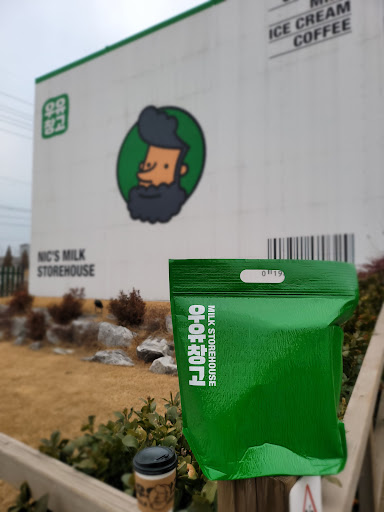 ICE CREAM
COFFEE
우유
창고
NIC'S MILK
STOREHOUSE
MILK STOREHOUSE
우유창고